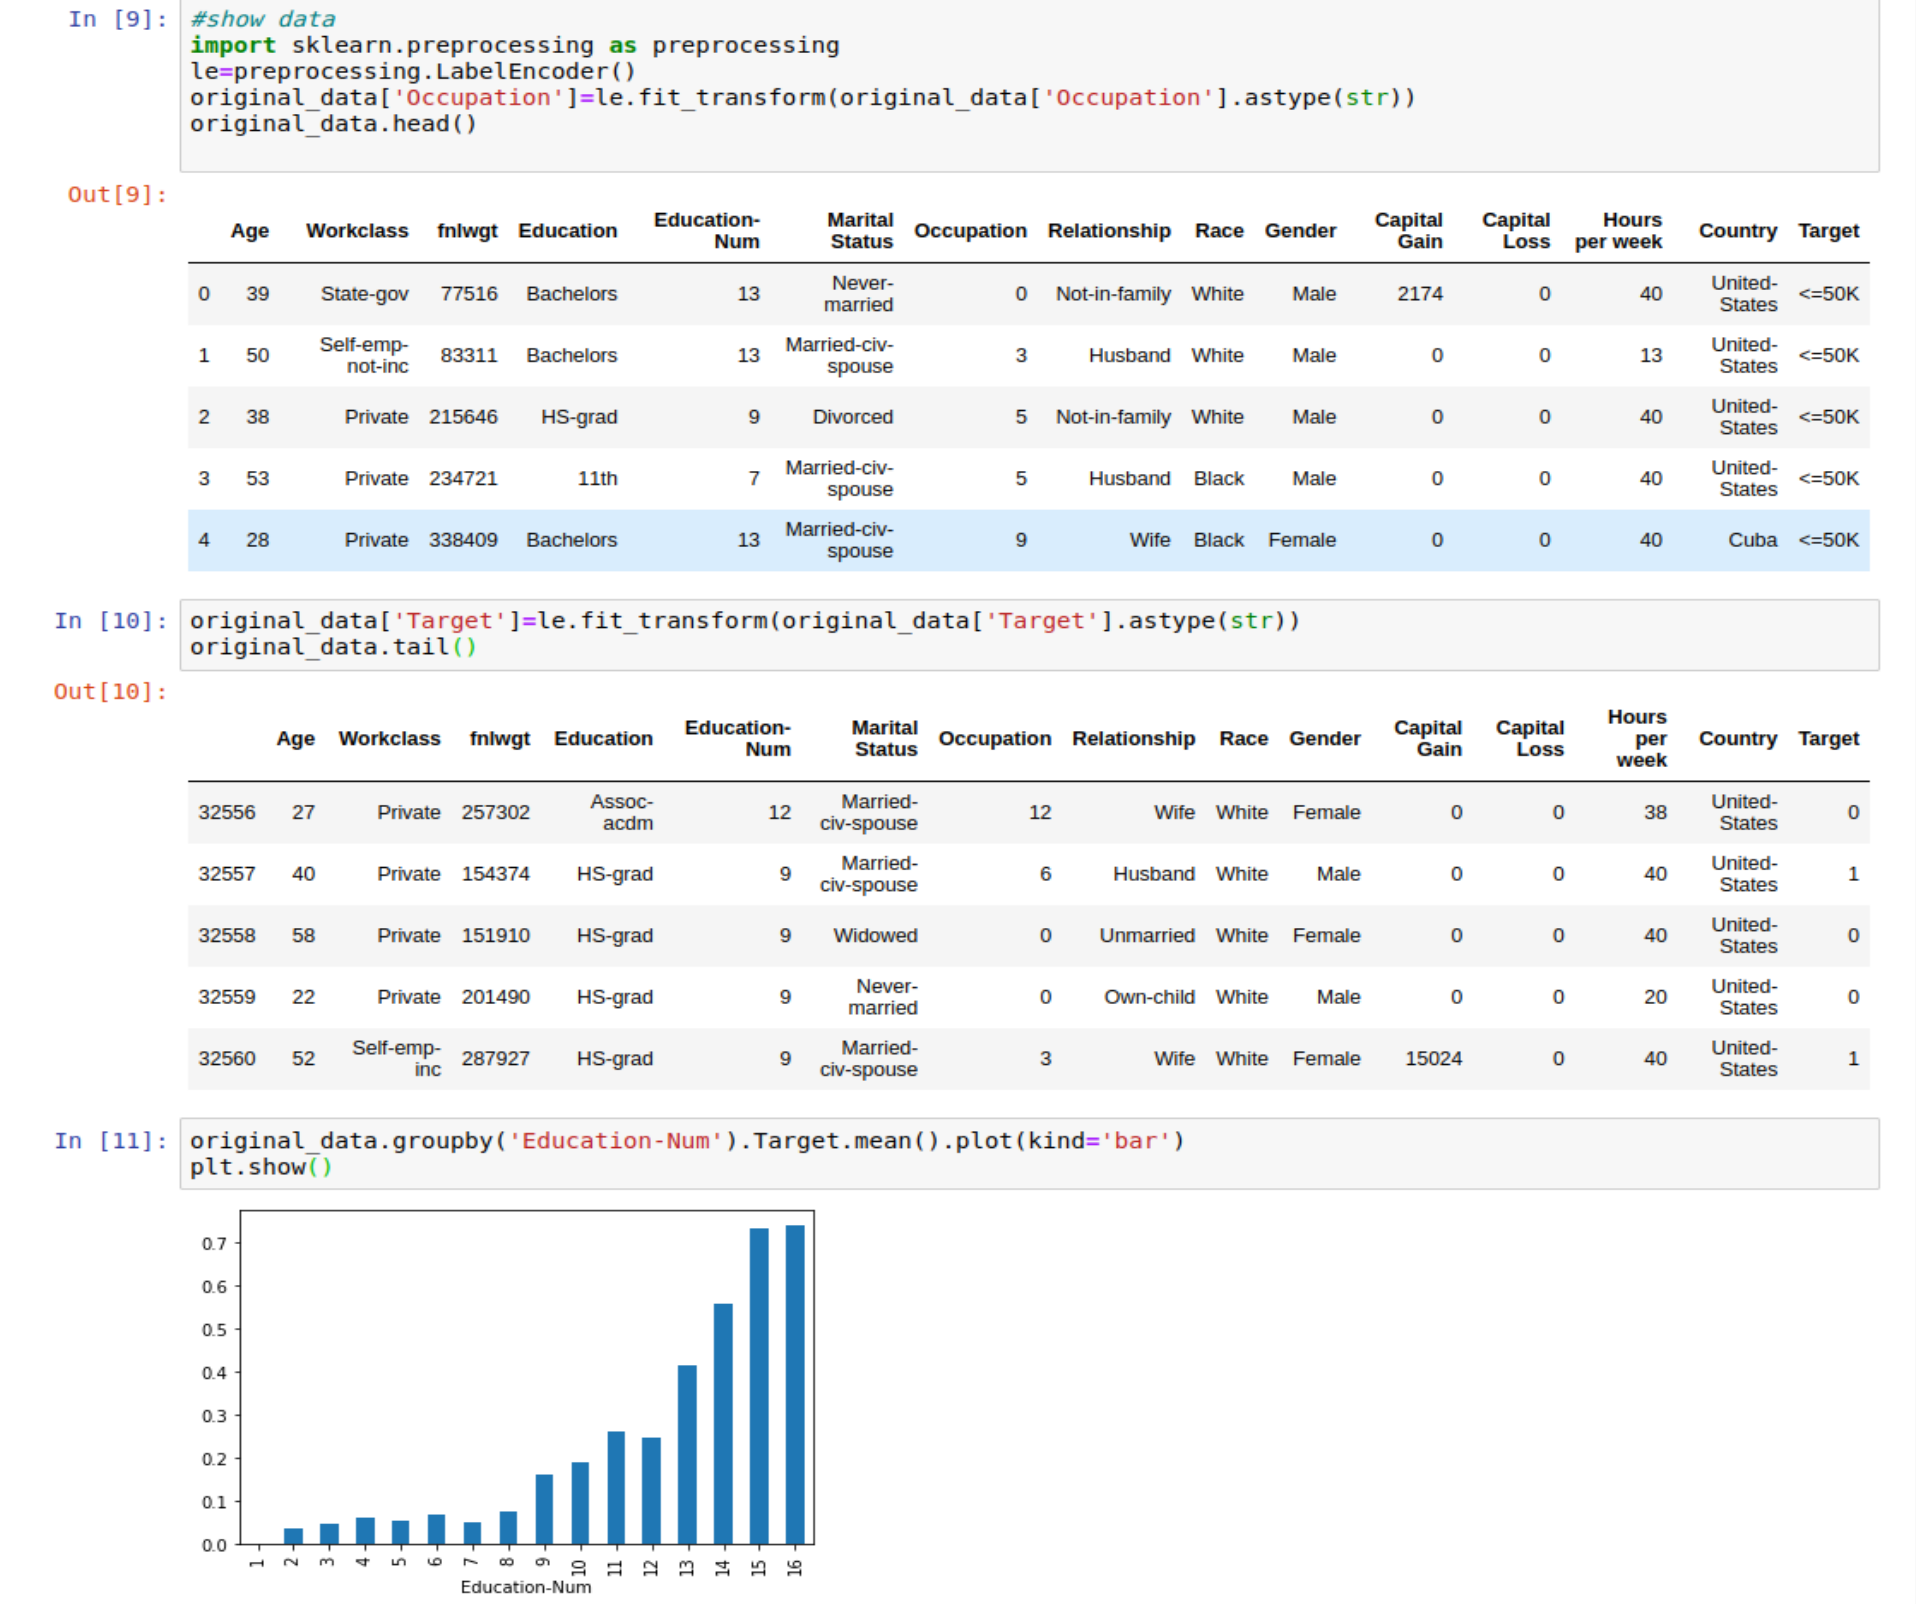 In [9]: #show data
import sklearn.preprocessing as preprocessing
le=preprocessing.LabelEncoder()
original_data['Occupation']=le.fit_transform(original_data['Occupation'].astype(str))
original_data.head()
Out[9]:
Age Workclass fnlwgt Education Education-Num Marital Status Occupation Relationship Race Gender Capital Gain Capital Loss Hours per week Country Target
0 39 State-gov 77516 Bachelors 13 Never-married 0 Not-in-family White Male 2174 0 40 United-States <=50K
1 50 Self-emp-not-inc 83311 Bachelors 13 Married-civ-spouse 3 Husband White Male 0 0 13 United-States <=50K
2 38 Private 215646 HS-grad 9 Divorced 5 Not-in-family White Male 0 0 40 United-States <=50K
3 53 Private 234721 11th 7 Married-civ-spouse 5 Husband Black Male 0 0 40 United-States <=50K
4 28 Private 338409 Bachelors 13 Married-civ-spouse 9 Wife Black Female 0 0 40 Cuba <=50K
In [10]: original_data['Target']=le.fit_transform(original_data['Target'].astype(str))
original_data.tail()
Out[10]:
Age Workclass fnlwgt Education Education-Num Marital Status Occupation Relationship Race Gender Capital Gain Capital Loss Hours per week Country Target
32556 27 Private 257302 Assoc-acdm 12 Married-civ-spouse 12 Wife White Female 0 0 38 United-States 0
32557 40 Private 154374 HS-grad 9 Married-civ-spouse 6 Husband White Male 0 0 40 United-States 1
32558 58 Private 151910 HS-grad 9 Widowed 0 Unmarried White Female 0 0 40 United-States 0
32559 22 Private 201490 HS-grad 9 Never-married 0 Own-child White Male 0 0 20 United-States 0
32560 52 Self-emp-inc 287927 HS-grad 9 Married-civ-spouse 3 Wife White Female 15024 0 40 United-States 1
In [11]: original_data.groupby('Education-Num').Target.mean().plot(kind='bar')
plt.show()
0.7
0.6
0.5
0.4
0.3
0.2
0.1
0.0
1 2 3 4 5 6 7 8 9 10 11 12 13 14 15 16
Education-Num